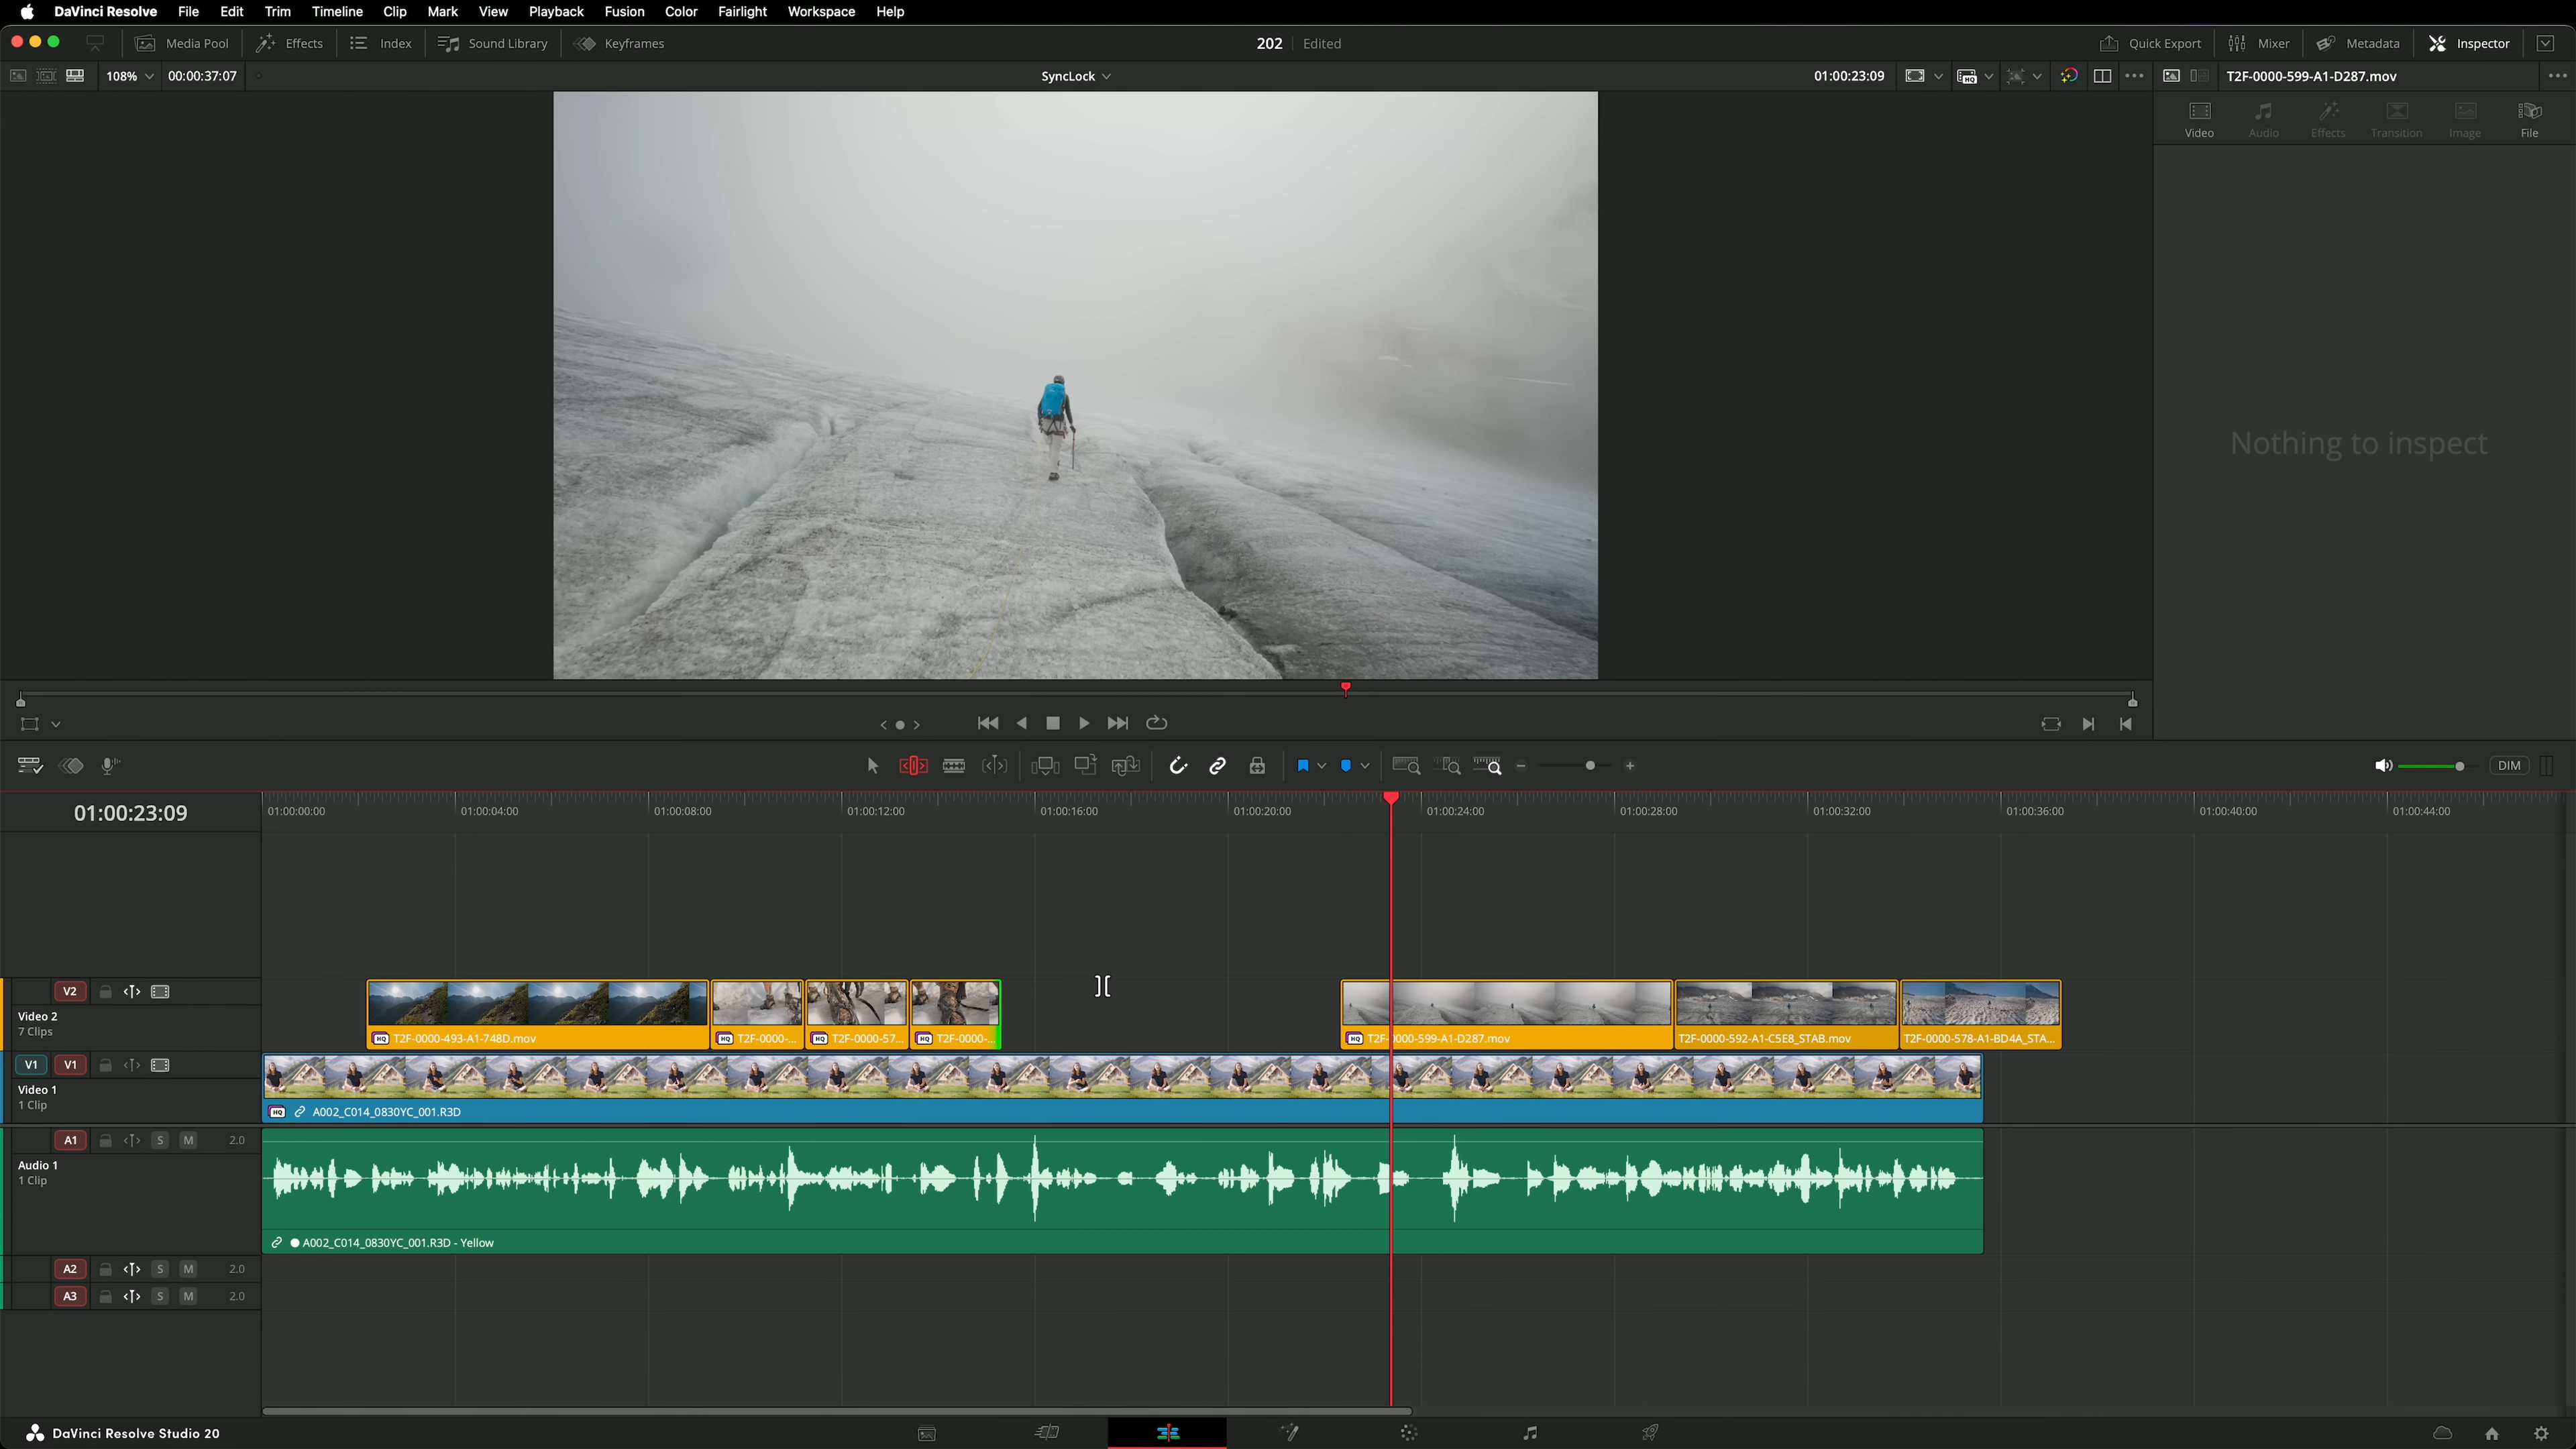 DaVinci Resolve File Edit Trim Timeline Clip Mark View Playback Fusion Color Fairlight Workspace Help
Media Pool Effects Index Sound Library Keyframes 202 Edited Quick Export Mixer Metadata Inspector
108% 00:00:37:07 SyncLock 01:00:23:09 T2F-0000-599-A1-D287.mov
Video Audio Effects Transition Image File
Nothing to inspect
DIM
01:00:23:09 01:00:00:00 01:00:04:00 01:00:08:00 01:00:12:00 01:00:16:00 01:00:20:00 01:00:24:00 01:00:28:00 01:00:32:00 01:00:36:00 01:00:40:00 01:00:44:00
V2
Video 2
7 Clips
HQ T2F-0000-493-A1-748D.mov HQ T2F-0000-... HQ T2F-0000-57... HQ T2F-0000-... HQ T2F-0000-599-A1-D287.mov T2F-0000-592-A1-C5E8_STAB.mov T2F-0000-578-A1-BD4A_STA...
V1 V1
Video 1
1 Clip
HQ A002_C014_0830YC_001.R3D
A1 S M 2.0
Audio 1
1 Clip
A002_C014_0830YC_001.R3D - Yellow
A2 S M 2.0
A3 S M 2.0
DaVinci Resolve Studio 20